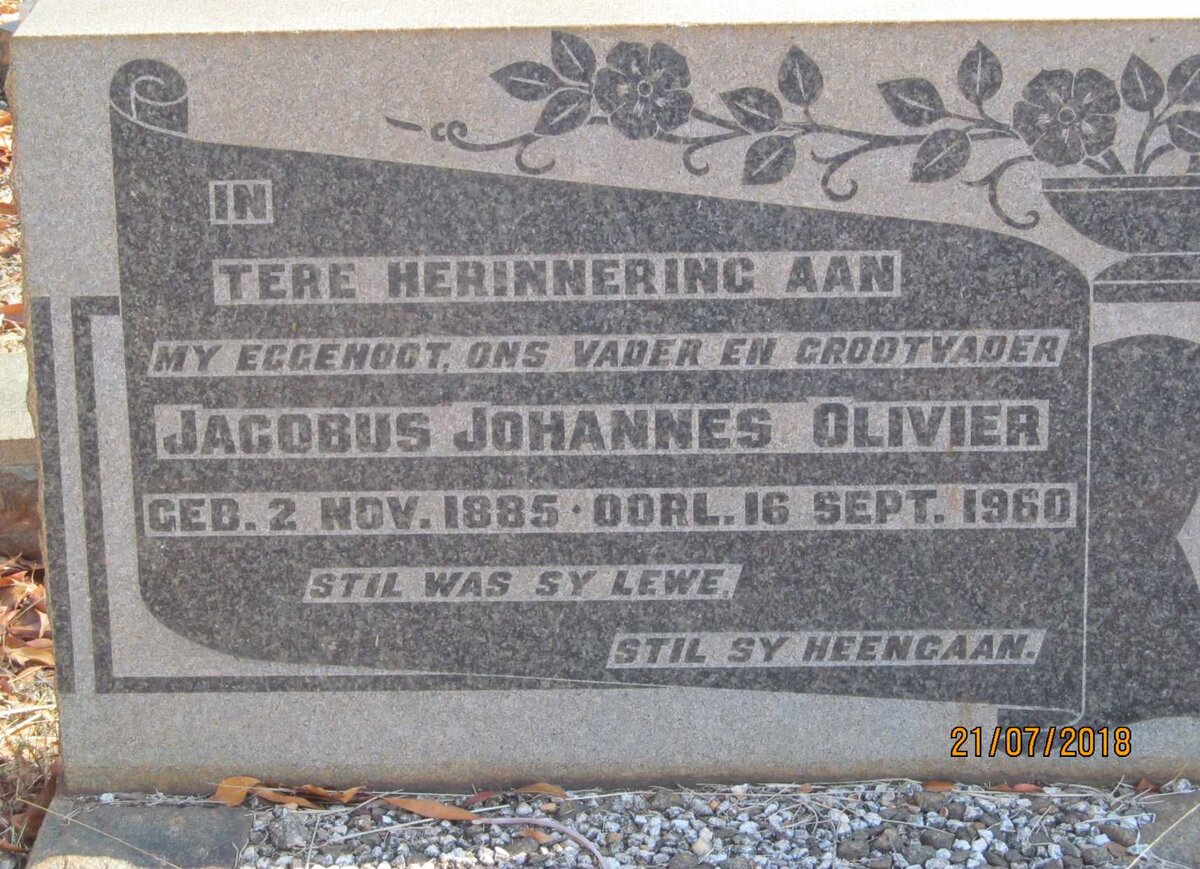 IN
TERE HERINNERING AAN
MY EGGENOOT, ONS VADER EN GROOTVADER
JACOBUS JOHANNES OLIVIER
GEB. 2 NOV. 1885 · OORL. 16 SEPT. 1960
STIL WAS SY LEWE,
STIL SY HEENGAAN.
21/07/2018